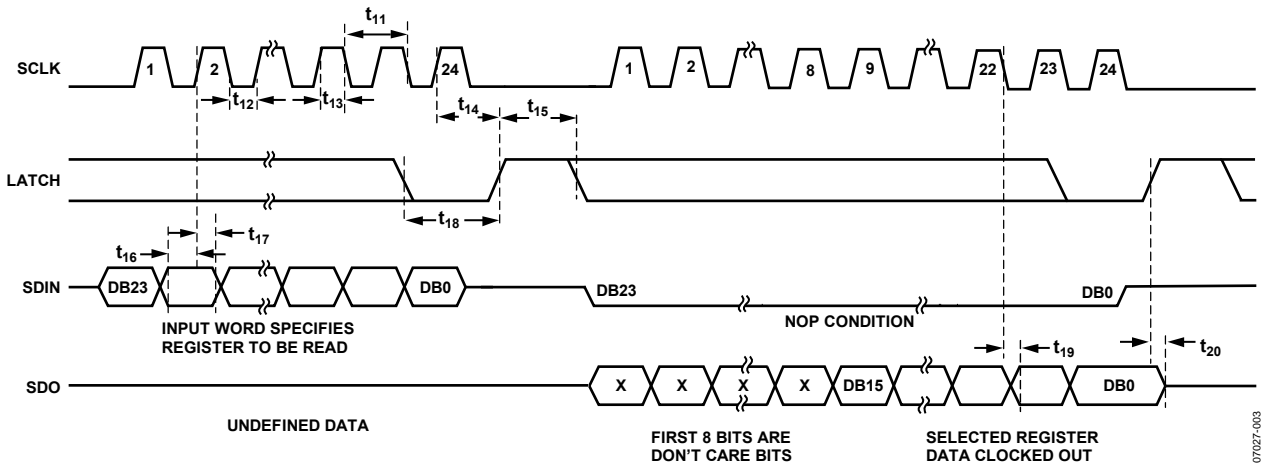 t11
SCLK
1
2
24
1
2
8
9
22
23
24
t12
t13
t14
t15
LATCH
t18
t16
t17
SDIN
DB23
DB0
DB23
DB0
INPUT WORD SPECIFIES
REGISTER TO BE READ
NOP CONDITION
t19
t20
SDO
X
X
X
X
DB15
DB0
UNDEFINED DATA
FIRST 8 BITS ARE
DON'T CARE BITS
SELECTED REGISTER
DATA CLOCKED OUT
07027-003